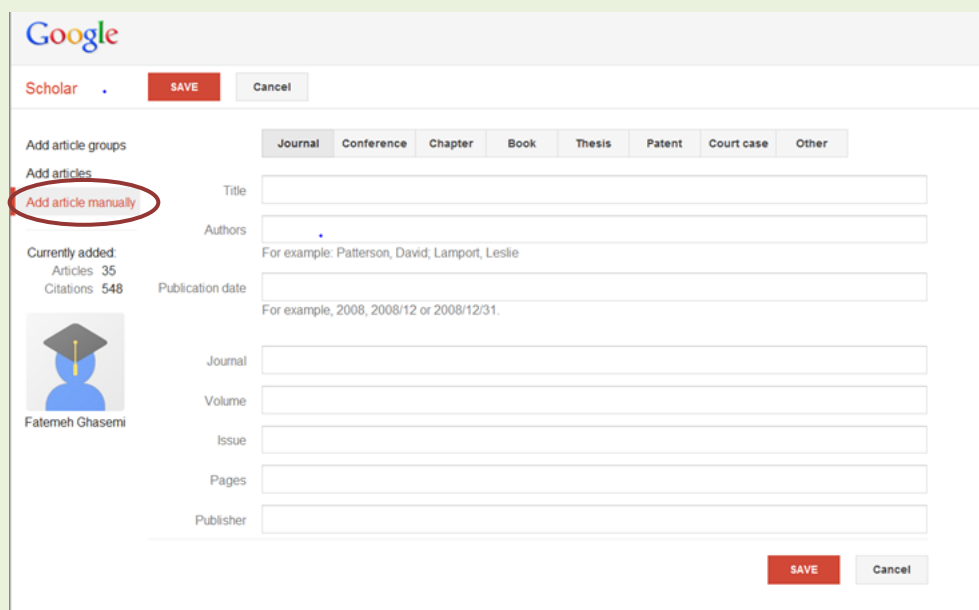 Google
Scholar SAVE Cancel
Add article groups
Add articles
Add article manually
Currently added:
Articles 35
Citations 548
Fatemeh Ghasemi
Journal Conference Chapter Book Thesis Patent Court case Other
Title
Authors
For example: Patterson, David; Lamport, Leslie
Publication date
For example, 2008, 2008/12 or 2008/12/31.
Journal
Volume
Issue
Pages
Publisher
SAVE Cancel